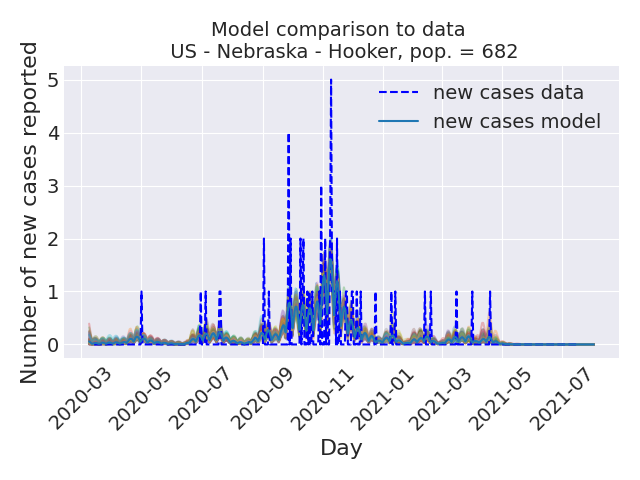 Model comparison to data
US - Nebraska - Hooker, pop. = 682
new cases data
new cases model
Number of new cases reported
5
4
3
2
1
0
2020-03
2020-05
2020-07
2020-09
2020-11
2021-01
2021-03
2021-05
2021-07
Day